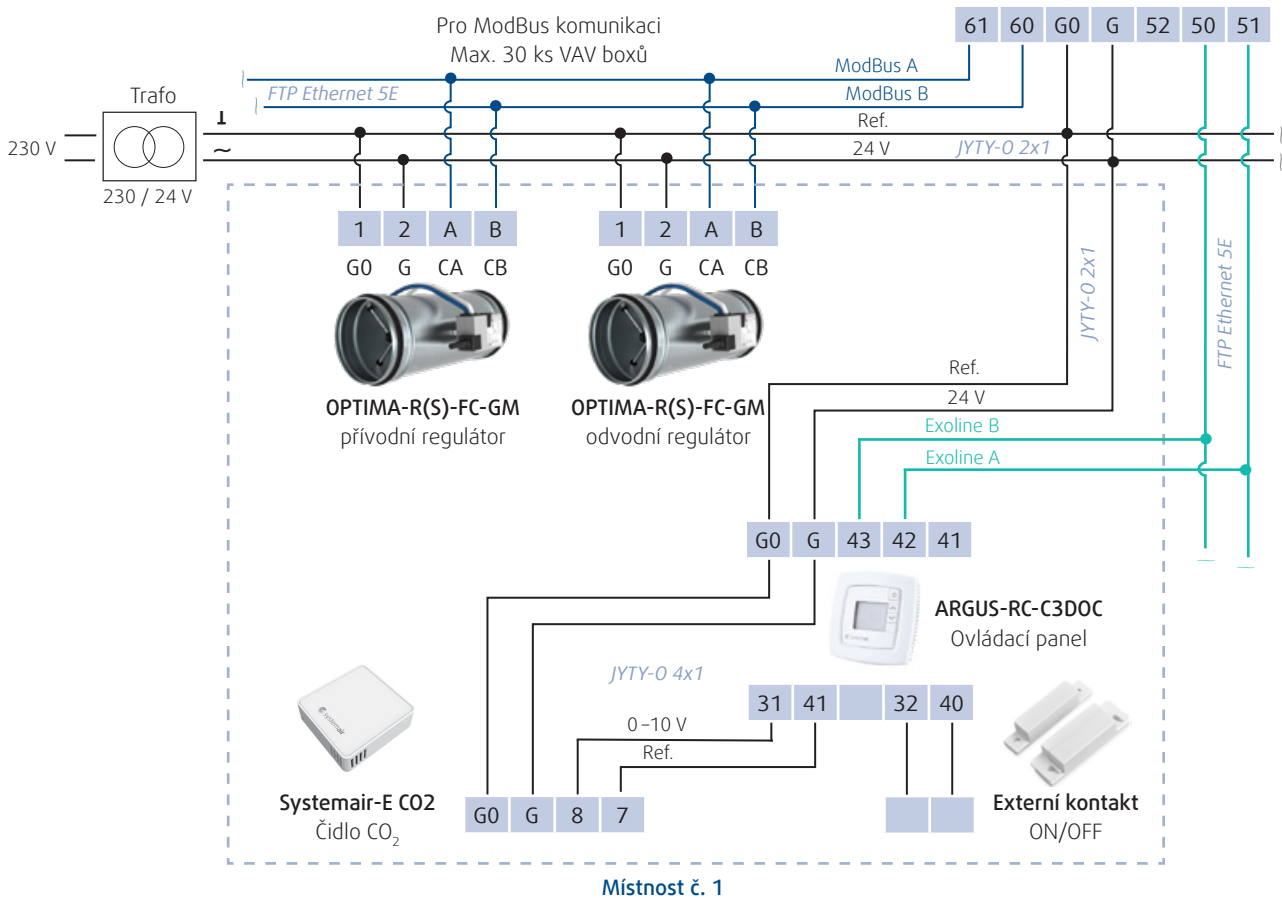 Pro ModBus komunikaci
Max. 30 ks VAV boxů
61 60 G0 G 52 50 51
ModBus A
FTP Ethernet 5E
ModBus B
Trafo
Ref.
230 V
~
24 V
JYTY-O 2x1
230 / 24 V
1 2 A B
G0 G CA CB
1 2 A B
G0 G CA CB
JYTY-O 2x1
FTP Ethernet 5E
OPTIMA-R(S)-FC-GM
přívodní regulátor
OPTIMA-R(S)-FC-GM
odvodní regulátor
Ref.
24 V
Exoline B
Exoline A
G0 G 43 42 41
ARGUS-RC-C3DOC
Ovládací panel
JYTY-O 4x1
31 41 32 40
0–10 V
Ref.
systemair
Systemair-E CO2
Čidlo CO₂
G0 G 8 7
Externí kontakt
ON/OFF
Místnost č. 1